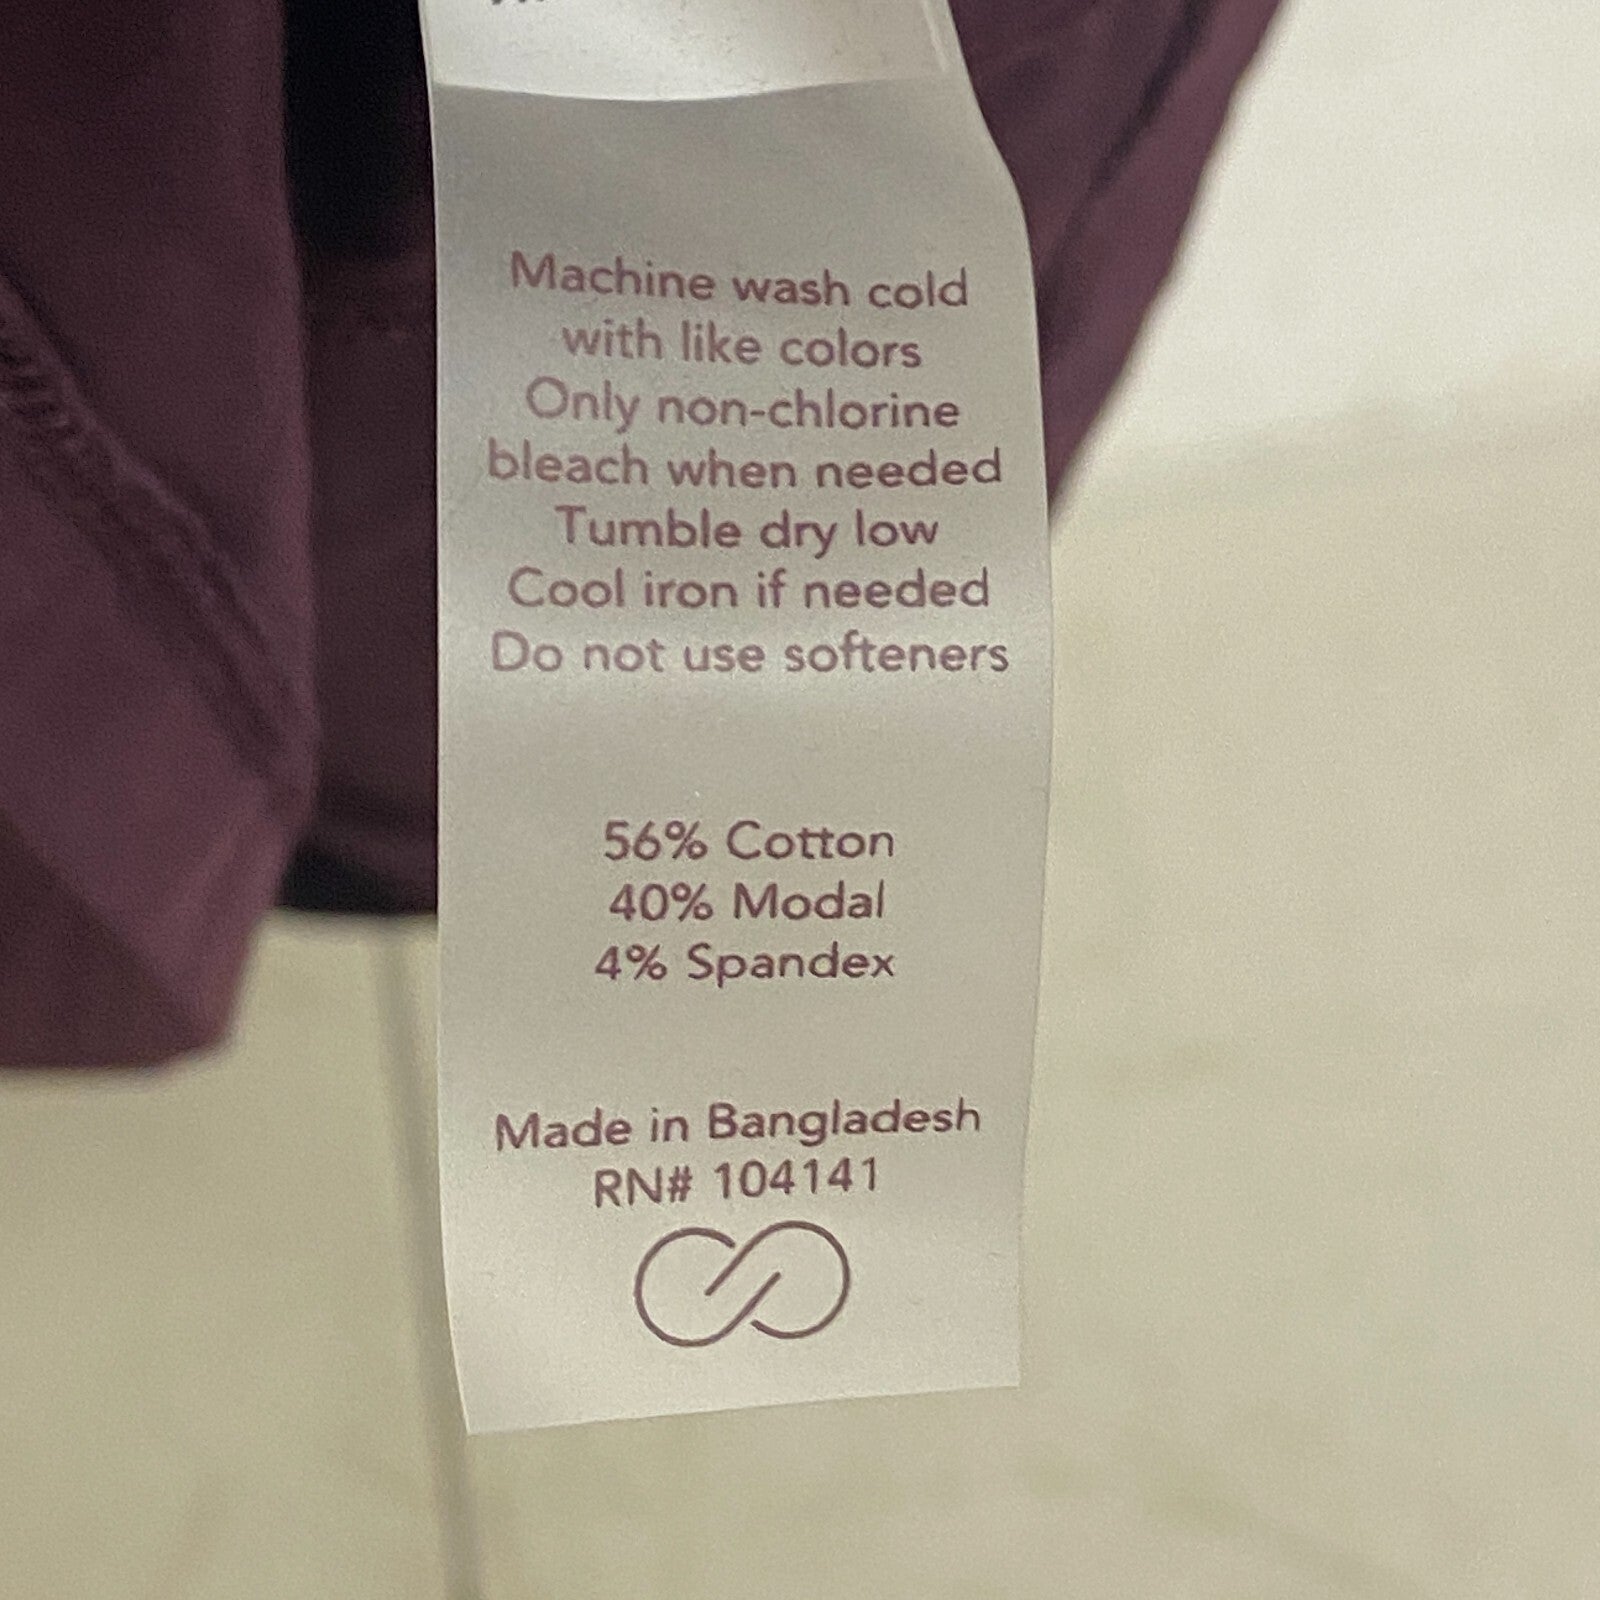 Machine wash cold
with like colors
Only non-chlorine
bleach when needed
Tumble dry low
Cool iron if needed
Do not use softeners
56% Cotton
40% Modal
4% Spandex
Made in Bangladesh
RN# 104141